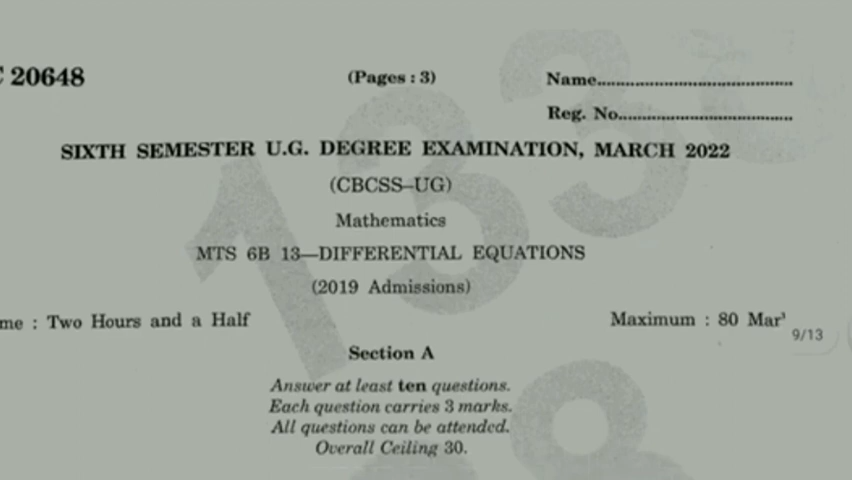 C 20648
(Pages : 3)
Name................................................
Reg. No...........................................
SIXTH SEMESTER U.G. DEGREE EXAMINATION, MARCH 2022
(CBCSS–UG)
Mathematics
MTS 6B 13—DIFFERENTIAL EQUATIONS
(2019 Admissions)
me : Two Hours and a Half
Maximum : 80 Mar
9/13
Section A
Answer at least ten questions.
Each question carries 3 marks.
All questions can be attended.
Overall Ceiling 30.